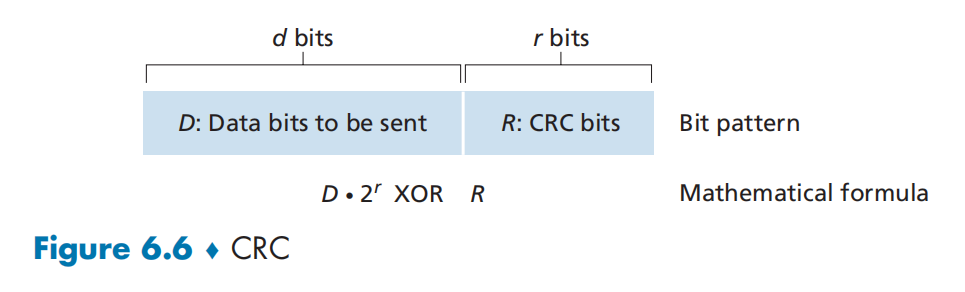 d bits r bits
D: Data bits to be sent R: CRC bits Bit pattern
D • 2^r XOR R Mathematical formula
Figure 6.6 ♦ CRC